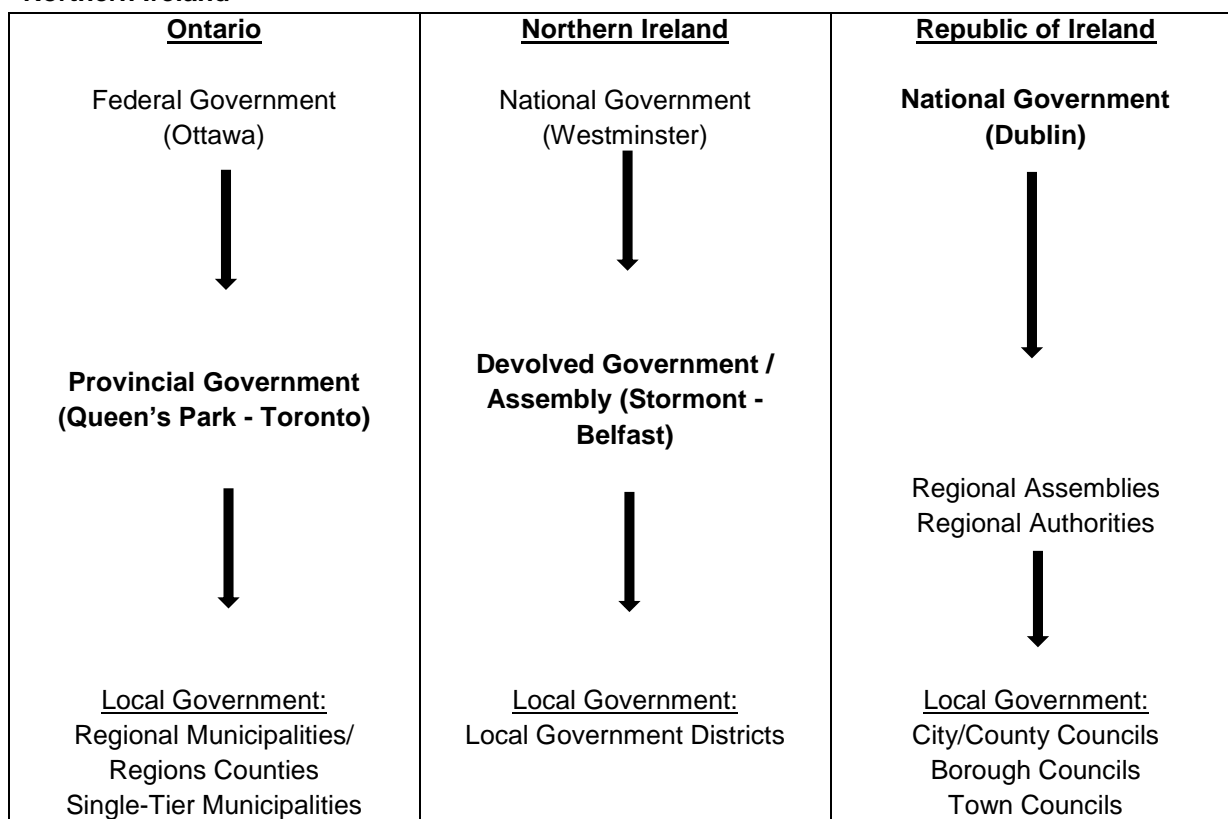 Northern Ireland
Ontario
Federal Government
(Ottawa)
Provincial Government
(Queen's Park - Toronto)
Local Government:
Regional Municipalities/
Regions Counties
Single-Tier Municipalities
Northern Ireland
National Government
(Westminster)
Devolved Government /
Assembly (Stormont -
Belfast)
Local Government:
Local Government Districts
Republic of Ireland
National Government
(Dublin)
Regional Assemblies
Regional Authorities
Local Government:
City/County Councils
Borough Councils
Town Councils